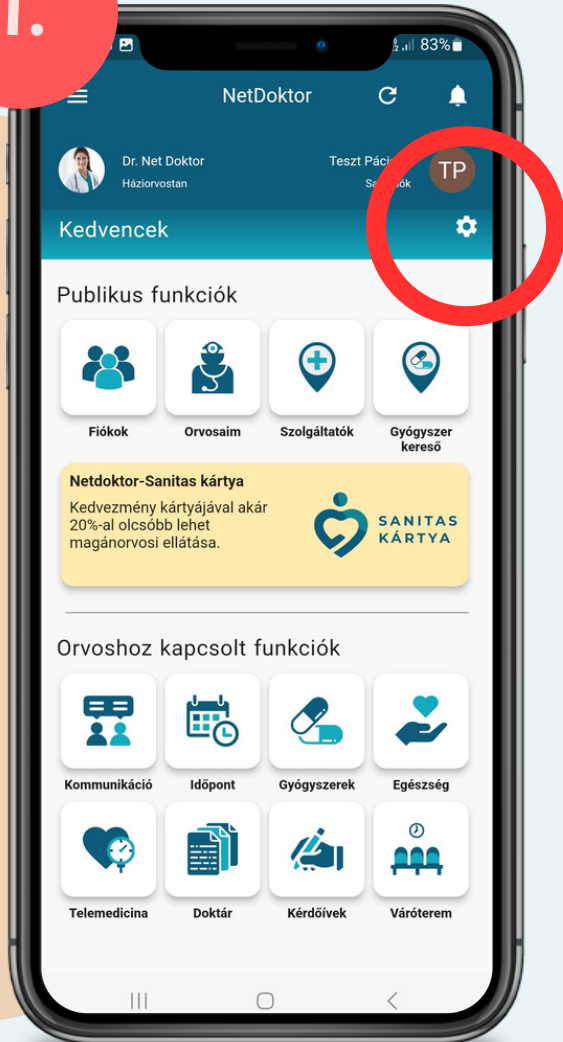 1.
83%
NetDoktor
Dr. Net Doktor
Háziorvostan
Teszt
TP
Kedvencek
Publikus funkciók
Fiókok
Orvosaim
Szolgáltatók
Gyógyszer
kereső
Netdoktor-Sanitas kártya
Kedvezmény kártyájával akár
20%-al olcsóbb lehet
magánorvosi ellátása.
SANITAS
KÁRTYA
Orvoshoz kapcsolt funkciók
Kommunikáció
Időpont
Gyógyszerek
Egészség
Telemedicina
Doktár
Kérdőívek
Váróterem